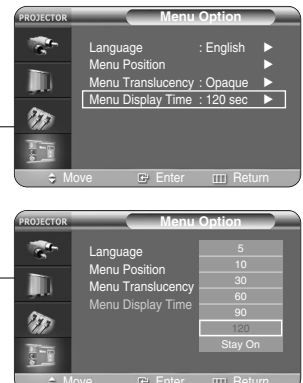 PROJECTOR Menu Option
Language : English
Menu Position
Menu Translucency : Opaque
Menu Display Time : 120 sec
Move Enter Return
PROJECTOR Menu Option
Language
Menu Position
Menu Translucency
Menu Display Time
5
10
30
60
90
120
Stay On
Move Enter Return